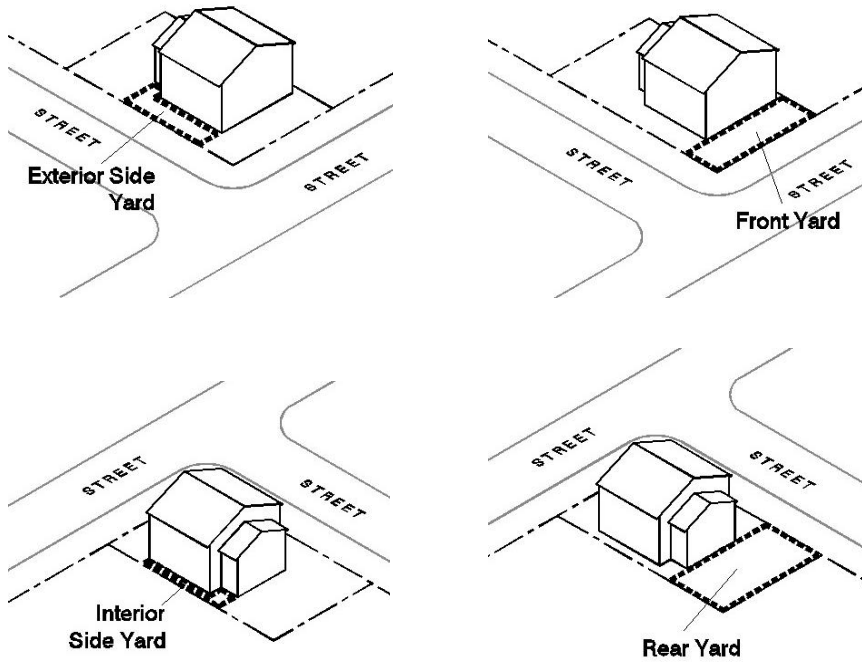 STREET
STREET
Exterior Side
Yard
STREET
STREET
Front Yard
STREET
STREET
Interior
Side Yard
STREET
STREET
Rear Yard